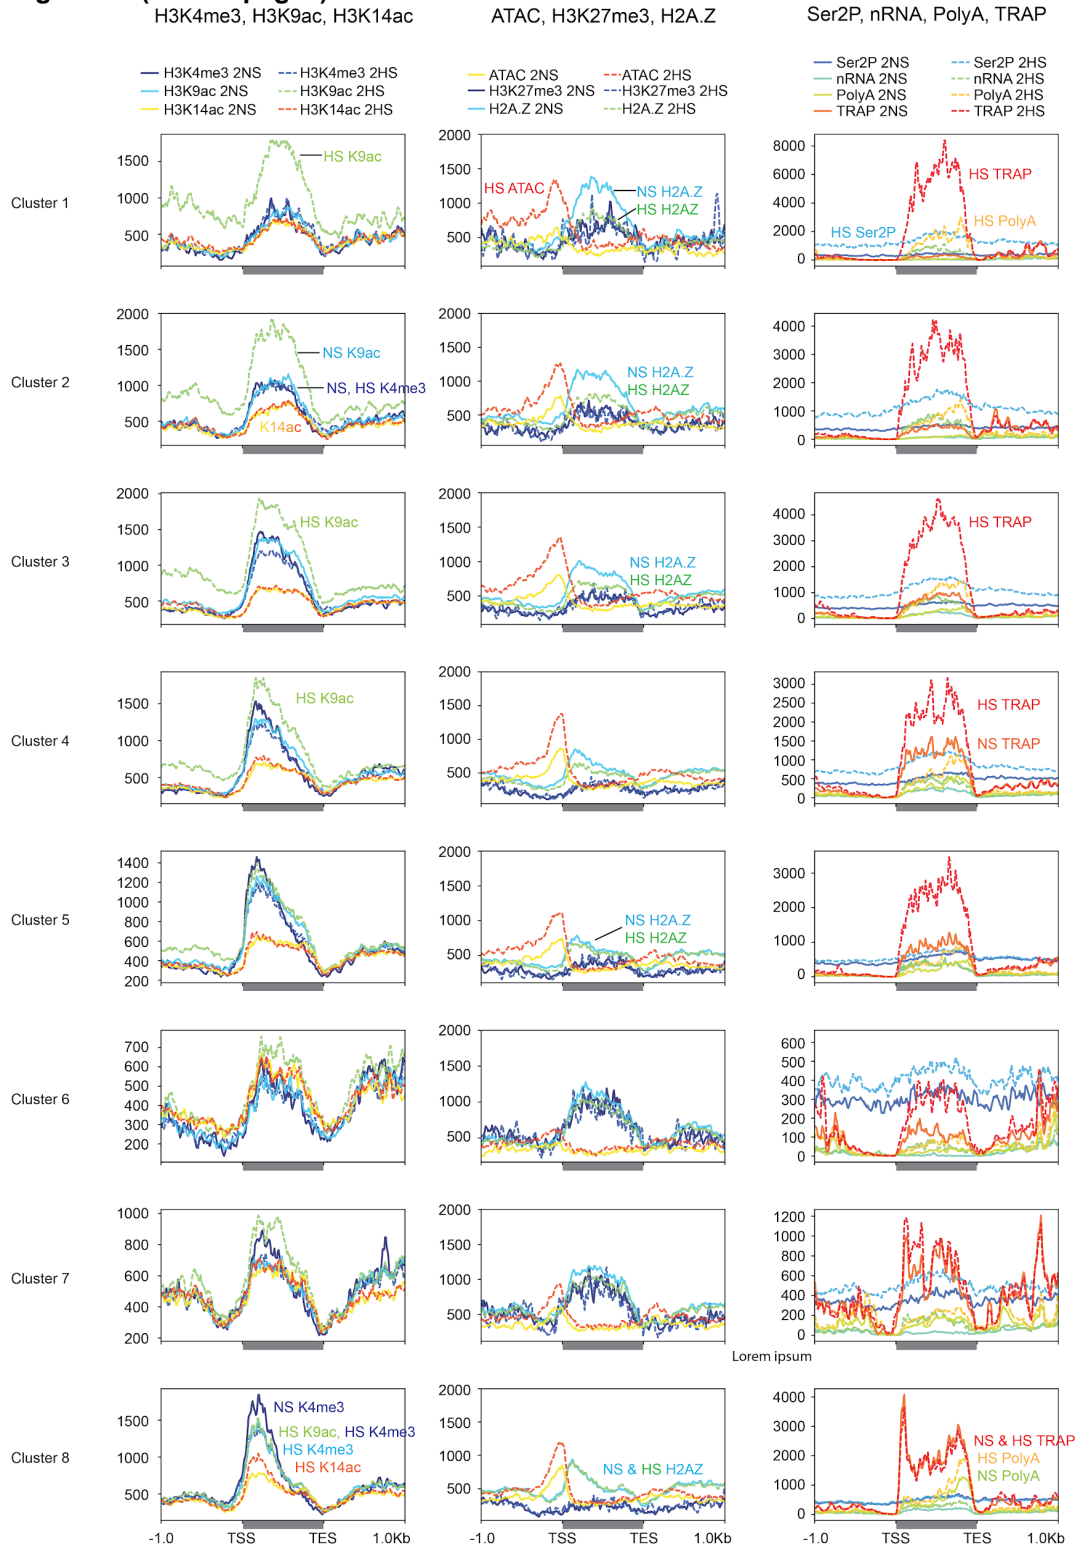 H3K4me3, H3K9ac, H3K14ac
ATAC, H3K27me3, H2A.Z
Ser2P, nRNA, PolyA, TRAP
H3K4me3 2NS
H3K4me3 2HS
H3K9ac 2NS
H3K9ac 2HS
H3K14ac 2NS
H3K14ac 2HS
ATAC 2NS
ATAC 2HS
H3K27me3 2NS
H3K27me3 2HS
H2A.Z 2NS
H2A.Z 2HS
Ser2P 2NS
Ser2P 2HS
nRNA 2NS
nRNA 2HS
PolyA 2NS
PolyA 2HS
TRAP 2NS
TRAP 2HS
Cluster 1
1500
1000
500
HS K9ac
2000
1500
1000
500
HS ATAC
NS H2A.Z
HS H2AZ
8000
6000
4000
2000
0
HS TRAP
HS PolyA
HS Ser2P
Cluster 2
2000
1500
1000
500
NS K9ac
NS, HS K4me3
K14ac
2000
1500
1000
500
NS H2A.Z
HS H2AZ
4000
3000
2000
1000
0
Cluster 3
2000
1500
1000
500
HS K9ac
2000
1500
1000
500
NS H2A.Z
HS H2AZ
4000
3000
2000
1000
0
HS TRAP
Cluster 4
1500
1000
500
HS K9ac
2000
1500
1000
500
3000
2500
2000
1500
1000
500
0
HS TRAP
NS TRAP
Cluster 5
1400
1200
1000
800
600
400
200
2000
1500
1000
500
NS H2A.Z
HS H2AZ
3000
2000
1000
0
Cluster 6
700
600
500
400
300
200
2000
1500
1000
500
600
500
400
300
200
100
0
Cluster 7
1000
800
600
400
200
2000
1500
1000
500
1200
1000
800
600
400
200
0
Lorem ipsum
Cluster 8
1500
1000
500
NS K4me3
HS K9ac, HS K4me3
HS K4me3
HS K14ac
2000
1500
1000
500
NS & HS H2AZ
4000
3000
2000
1000
0
NS & HS TRAP
HS PolyA
NS PolyA
-1.0 TSS TES 1.0Kb
-1.0 TSS TES 1.0Kb
-1.0 TSS TES 1.0Kb